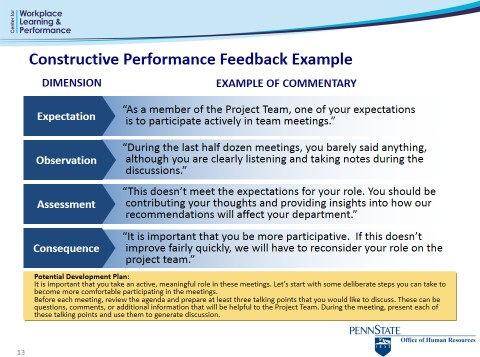 Center for
Workplace
Learning &
Performance
Constructive Performance Feedback Example
DIMENSION
EXAMPLE OF COMMENTARY
Expectation
“As a member of the Project Team, one of your expectations
is to participate actively in team meetings.”
Observation
“During the last half dozen meetings, you barely said anything,
although you are clearly listening and taking notes during the
discussions.”
Assessment
“This doesn’t meet the expectations for your role. You should be
contributing your thoughts and providing insights into how our
recommendations will affect your department.”
Consequence
“It is important that you be more participative.  If this doesn’t
improve fairly quickly, we will have to reconsider your role on the
project team.”
Potential Development Plan:
It is important that you take an active, meaningful role in these meetings. Let’s start with some deliberate steps you can take to
become more comfortable participating in the meetings.
Before each meeting, review the agenda and prepare at least three talking points that you would like to discuss. These can be
questions, comments, or additional information that will be helpful to the Project Team. During the meeting, present each of
these talking points and use them to generate discussion.
PENNSTATE
Office of Human Resources
13